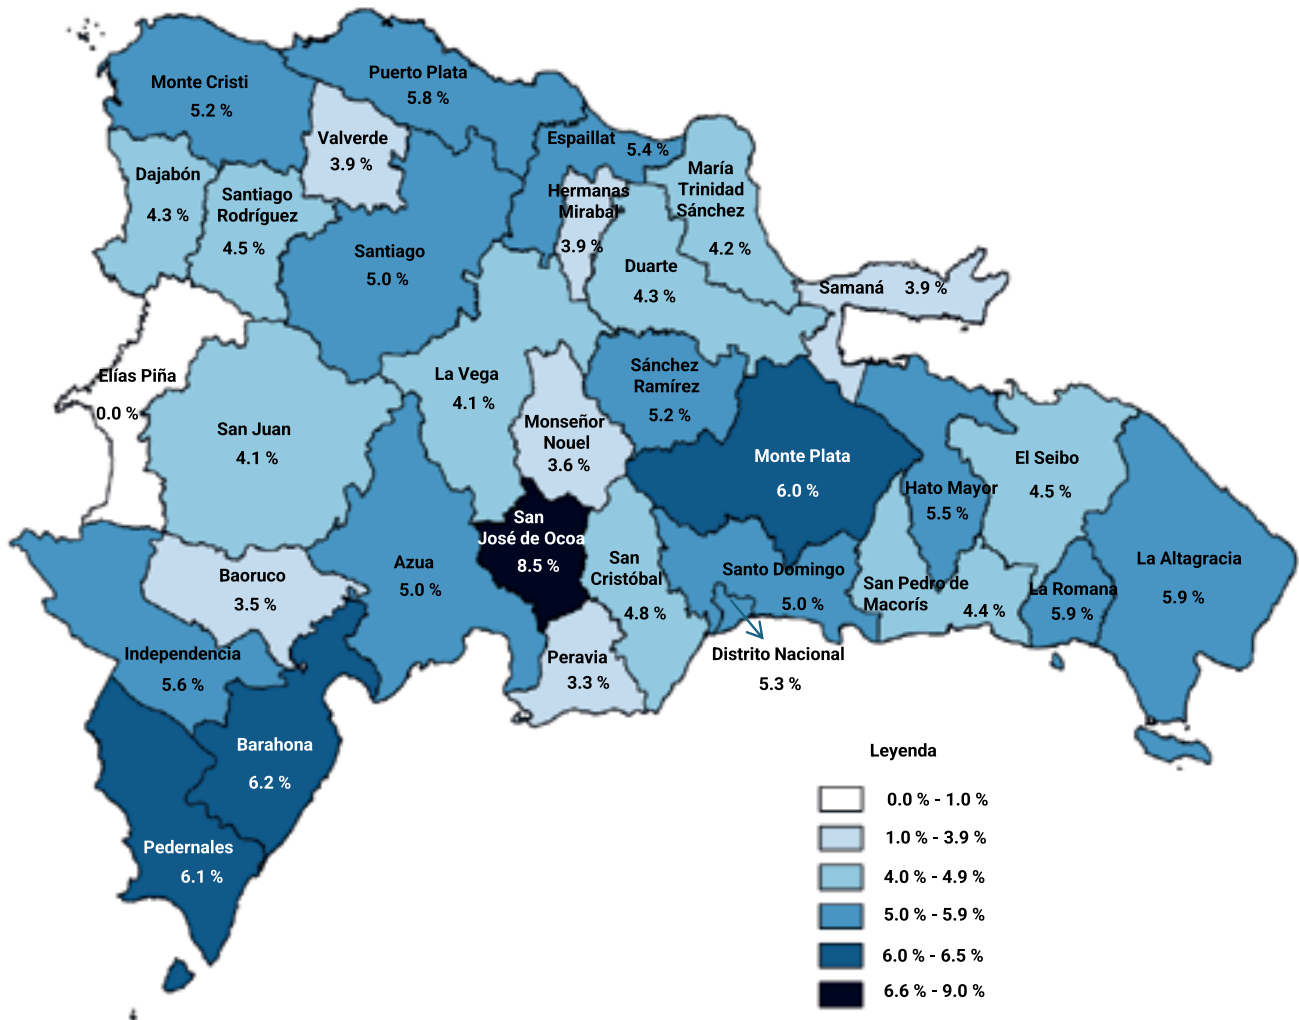 Monte Cristi
5.2 %
Puerto Plata
5.8 %
Valverde
3.9 %
Espaillat
5.4 %
Dajabón
4.3 %
Santiago
Rodríguez
4.5 %
Hermanas
Mirabal
3.9 %
María
Trinidad
Sánchez
4.2 %
Santiago
5.0 %
Duarte
4.3 %
Samaná 3.9 %
Elías Piña
0.0 %
San Juan
4.1 %
La Vega
4.1 %
Sánchez
Ramírez
5.2 %
Monseñor
Nouel
3.6 %
Monte Plata
6.0 %
Hato Mayor
5.5 %
El Seibo
4.5 %
San
José de Ocoa
8.5 %
Azua
5.0 %
Baoruco
3.5 %
San
Cristóbal
4.8 %
Santo Domingo
5.0 %
San Pedro de
Macorís 4.4 %
La Romana
5.9 %
La Altagracia
5.9 %
Independencia
5.6 %
Peravia
3.3 %
Distrito Nacional
5.3 %
Barahona
6.2 %
Pedernales
6.1 %
Leyenda
0.0 % - 1.0 %
1.0 % - 3.9 %
4.0 % - 4.9 %
5.0 % - 5.9 %
6.0 % - 6.5 %
6.6 % - 9.0 %